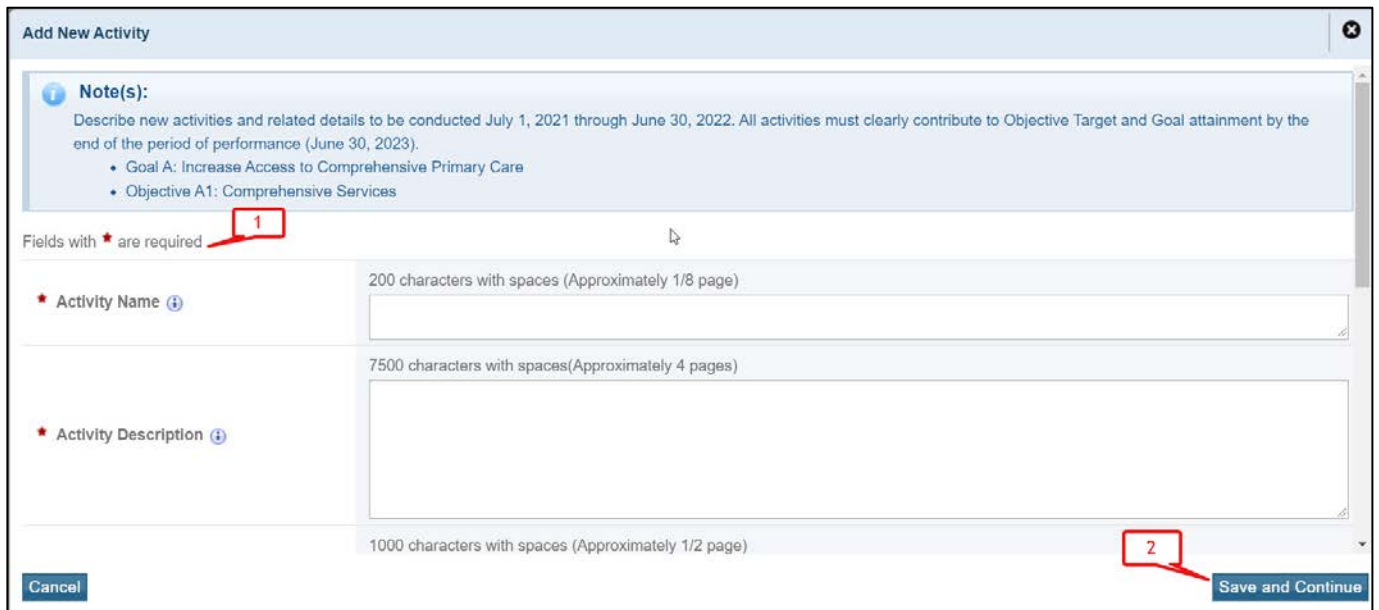 Add New Activity
Note(s):
Describe new activities and related details to be conducted July 1, 2021 through June 30, 2022. All activities must clearly contribute to Objective Target and Goal attainment by the
end of the period of performance (June 30, 2023).
• Goal A: Increase Access to Comprehensive Primary Care
• Objective A1: Comprehensive Services
1
Fields with * are required
200 characters with spaces (Approximately 1/8 page)
* Activity Name
7500 characters with spaces(Approximately 4 pages)
* Activity Description
1000 characters with spaces (Approximately 1/2 page)
2
Cancel
Save and Continue